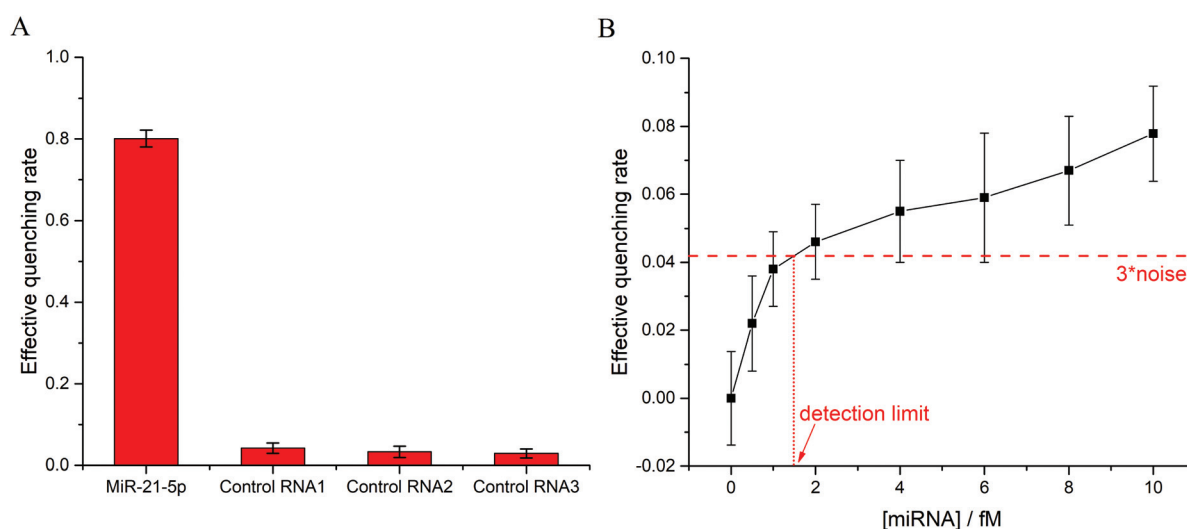 A
Effective quenching rate
1.0
0.8
0.6
0.4
0.2
0.0
MiR-21-5p Control RNA1 Control RNA2 Control RNA3
B
Effective quenching rate
0.10
0.08
0.06
0.04
0.02
0.00
-0.02
3*noise
detection limit
0 2 4 6 8 10
[miRNA] / fM